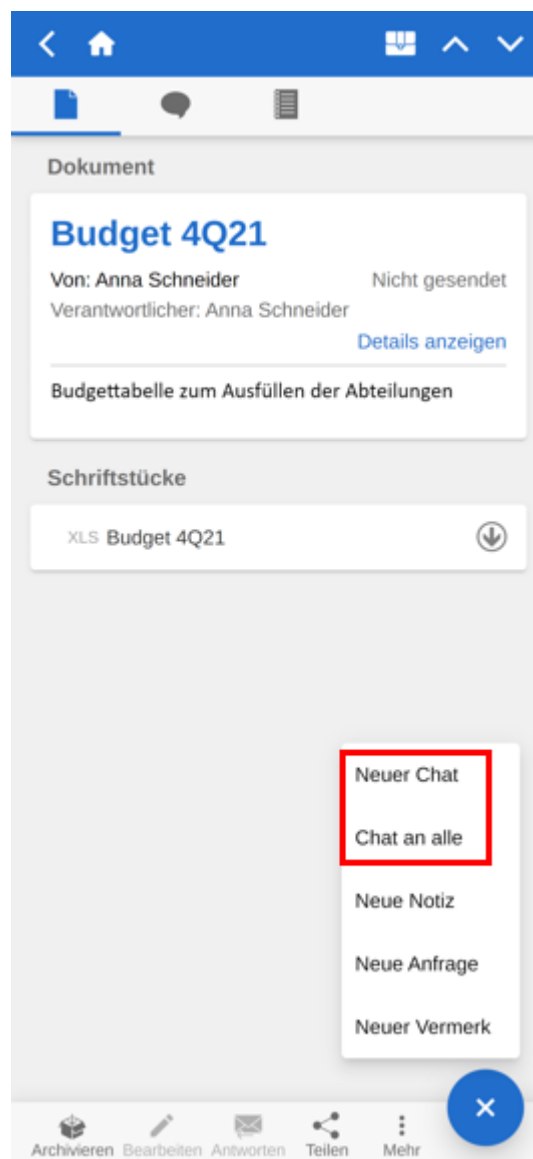 Dokument
Budget 4Q21
Von: Anna Schneider Nicht gesendet
Verantwortlicher: Anna Schneider
Details anzeigen
Budgettabelle zum Ausfüllen der Abteilungen
Schriftstücke
XLS Budget 4Q21
Neuer Chat
Chat an alle
Neue Notiz
Neue Anfrage
Neuer Vermerk
Archivieren Bearbeiten Antworten Teilen Mehr